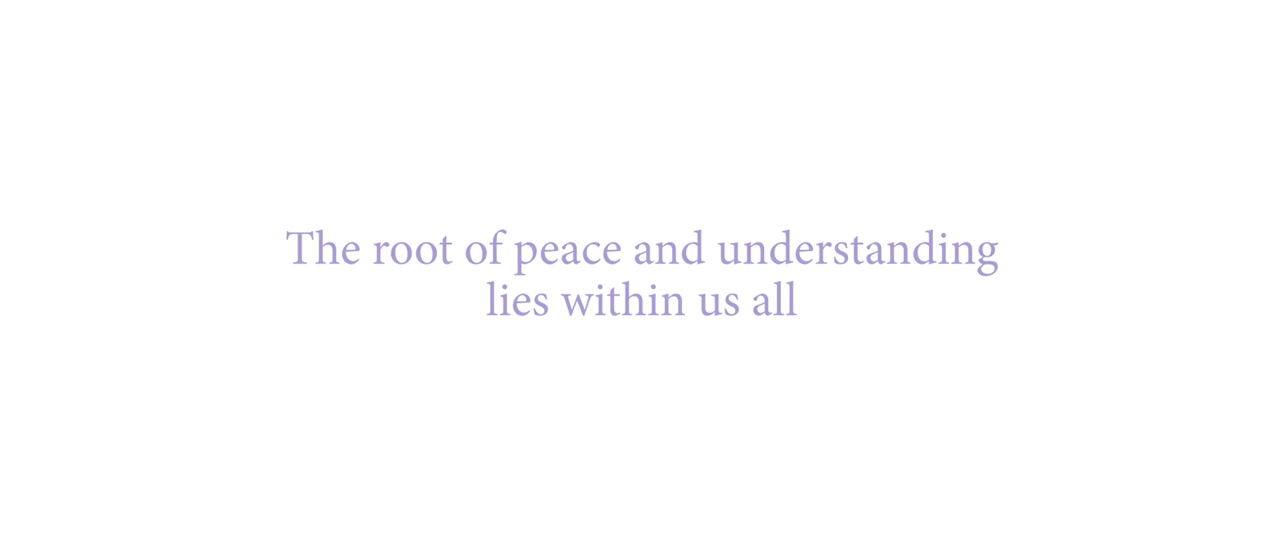 The root of peace and understanding
lies within us all